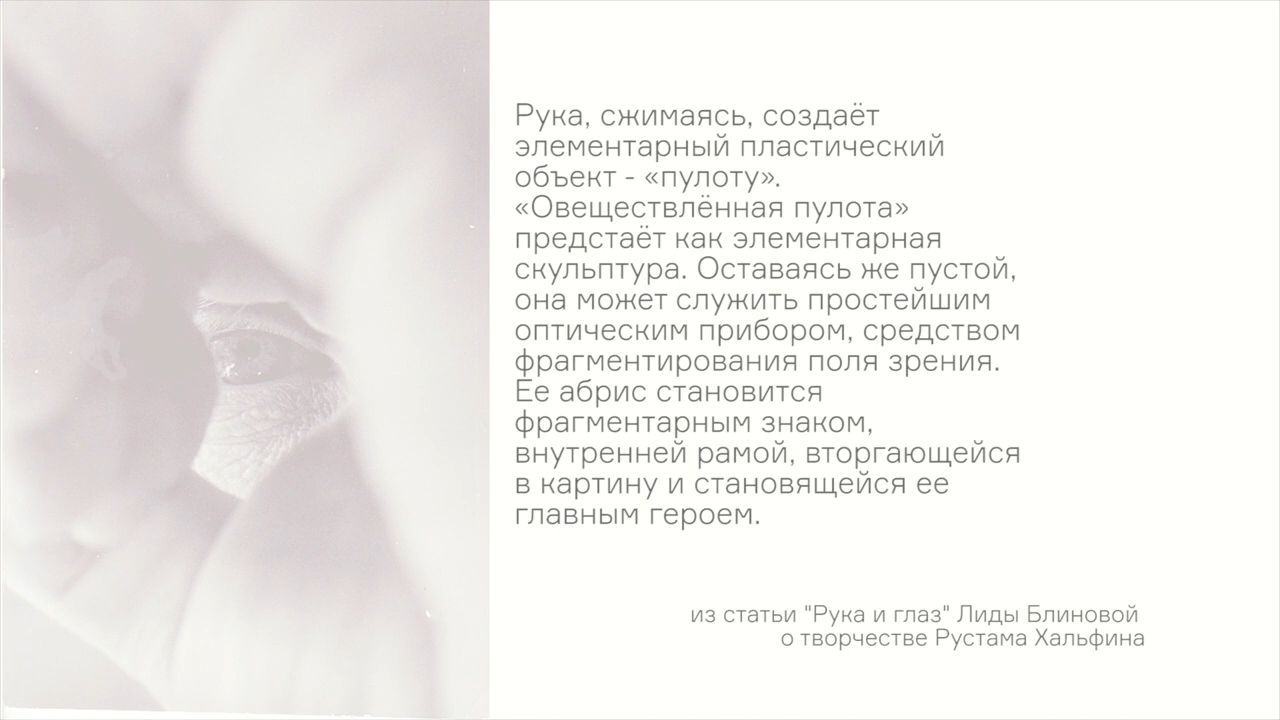 Рука, сжимаясь, создаёт
элементарный пластический
объект - «пулоту».
«Овеществлённая пулота»
предстаёт как элементарная
скульптура. Оставаясь же пустой,
она может служить простейшим
оптическим прибором, средством
фрагментирования поля зрения.
Ее абрис становится
фрагментарным знаком,
внутренней рамой, вторгающейся
в картину и становящейся ее
главным героем.
из статьи "Рука и глаз" Лиды Блиновой
о творчестве Рустама Хальфина